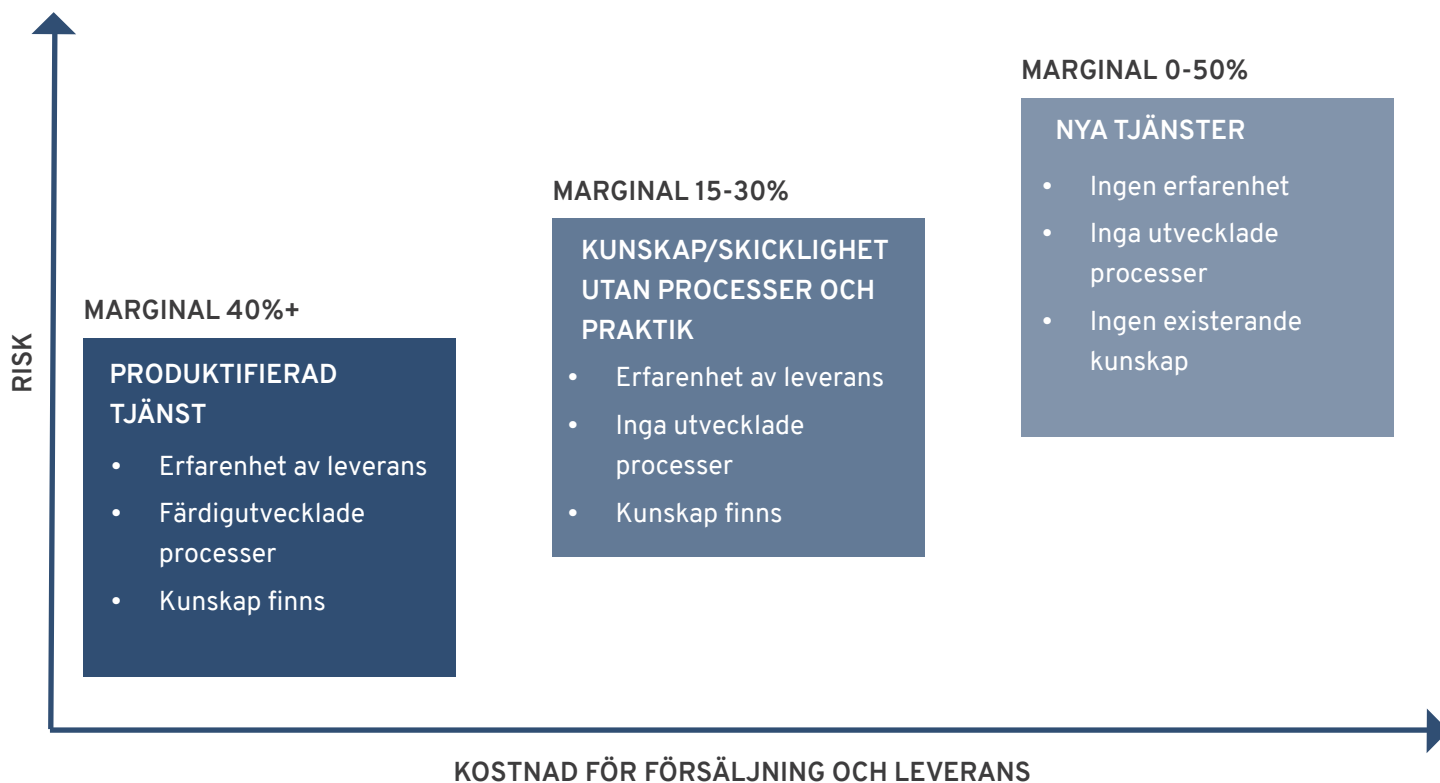 MARGINAL 0-50%
NYA TJÄNSTER
• Ingen erfarenhet
• Inga utvecklade
processer
• Ingen existerande
kunskap
MARGINAL 15-30%
KUNSKAP/SKICKLIGHET
UTAN PROCESSER OCH
PRAKTIK
• Erfarenhet av leverans
• Inga utvecklade
processer
• Kunskap finns
MARGINAL 40%+
PRODUKTIFIERAD
TJÄNST
• Erfarenhet av leverans
• Färdigutvecklade
processer
• Kunskap finns
RISK
KOSTNAD FÖR FÖRSÄLJNING OCH LEVERANS